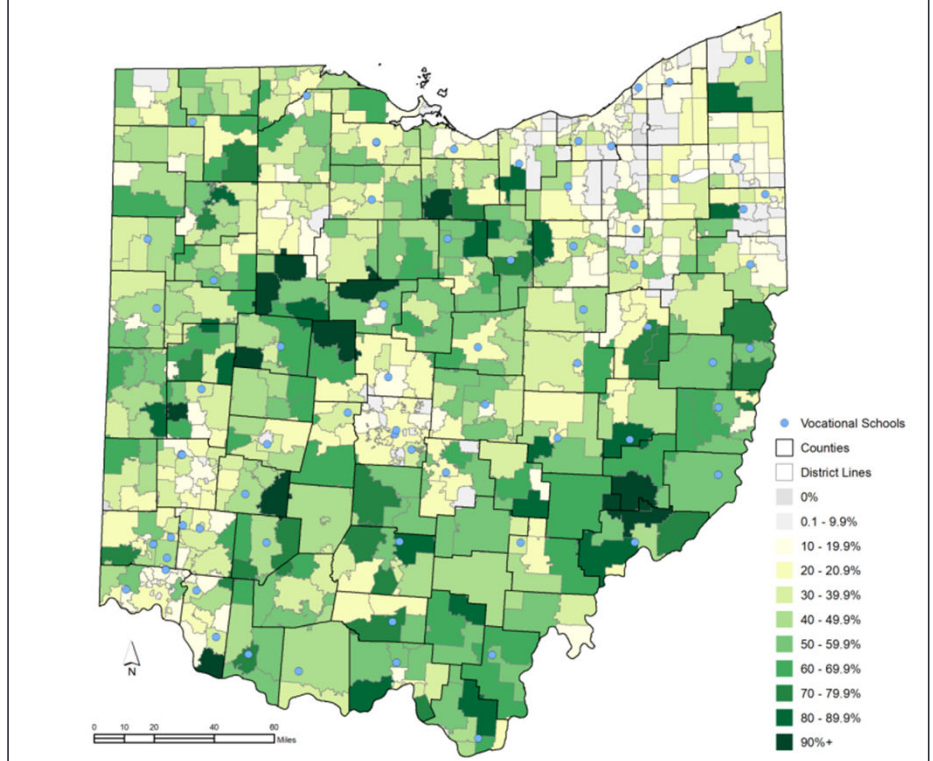 Vocational Schools
Counties
District Lines
0%
0.1 - 9.9%
10 - 19.9%
20 - 20.9%
30 - 39.9%
40 - 49.9%
50 - 59.9%
60 - 69.9%
70 - 79.9%
80 - 89.9%
90%+
N
0 10 20 40 60
Miles